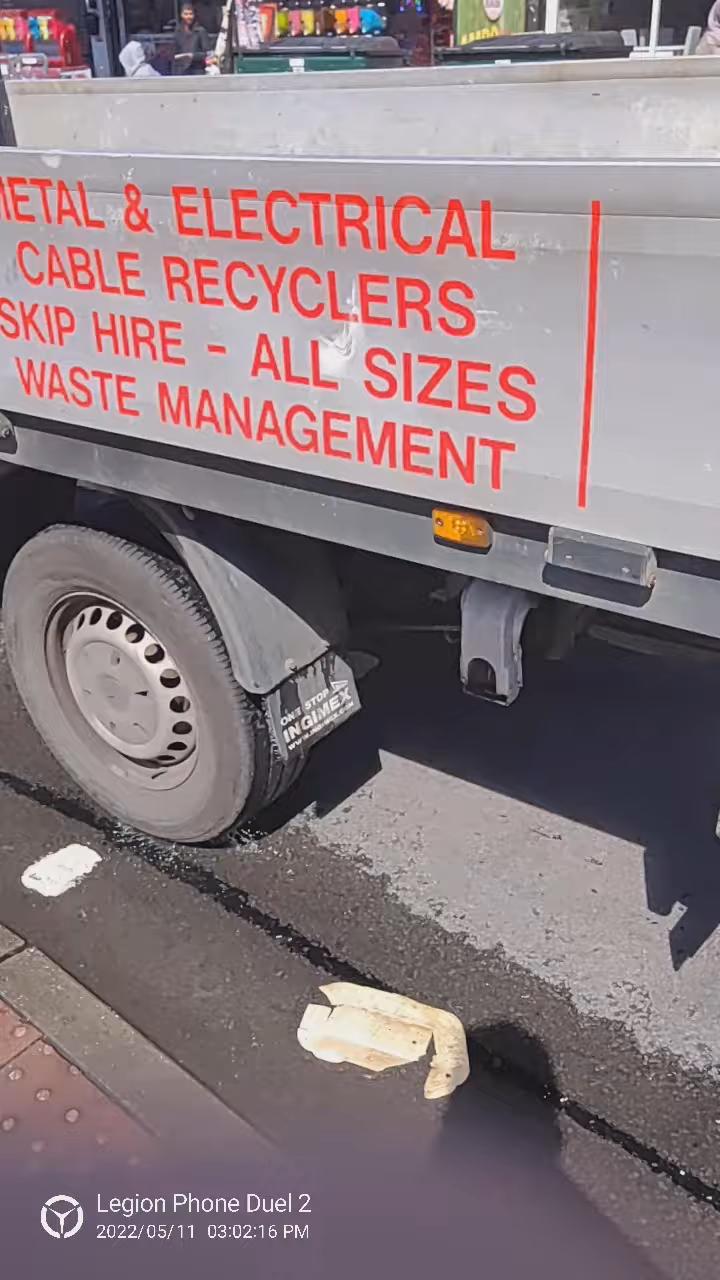 METAL & ELECTRICAL
CABLE RECYCLERS
SKIP HIRE - ALL SIZES
WASTE MANAGEMENT
ONE STOP
INGIMEX
Legion Phone Duel 2
2022/05/11 03:02:16 PM